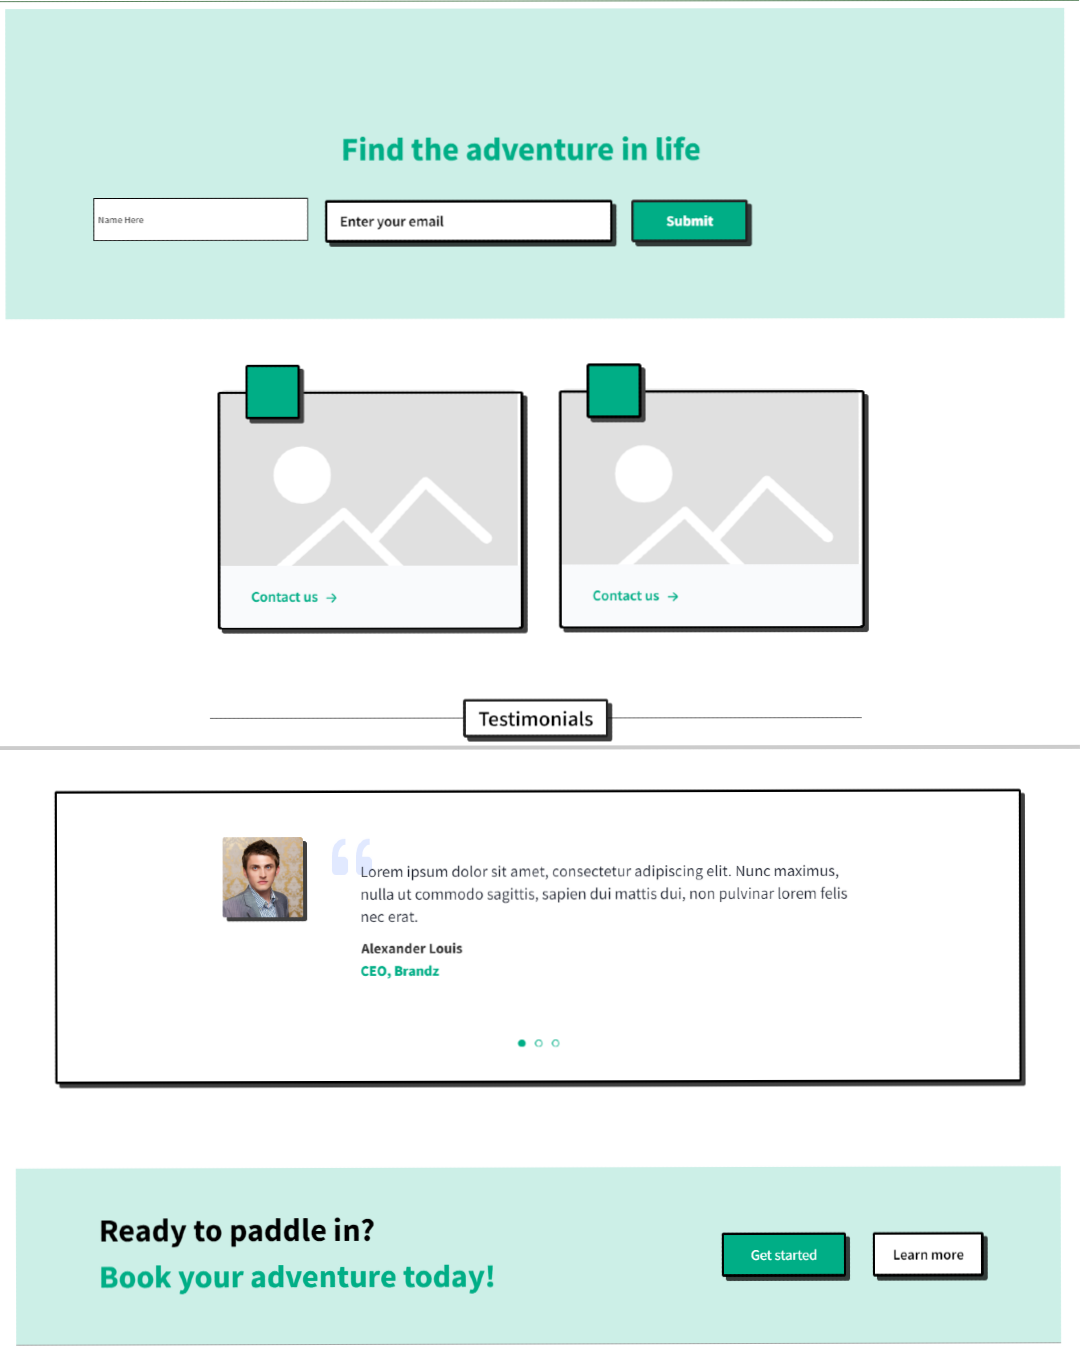 Find the adventure in life
Name Here
Enter your email
Submit
Contact us →
Contact us →
Testimonials
Lorem ipsum dolor sit amet, consectetur adipiscing elit. Nunc maximus,
nulla ut commodo sagittis, sapien dui mattis dui, non pulvinar lorem felis
nec erat.
Alexander Louis
CEO, Brandz
Ready to paddle in?
Book your adventure today!
Get started
Learn more